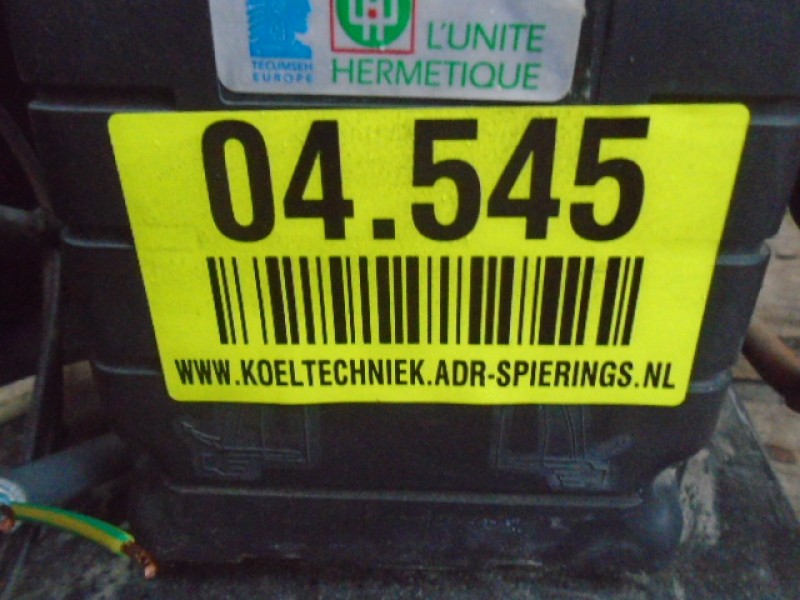 TECUMSEH
EUROPE
L'UNITE
HERMETIQUE
04.545
WWW.KOELTECHNIEK.ADR-SPIERINGS.NL